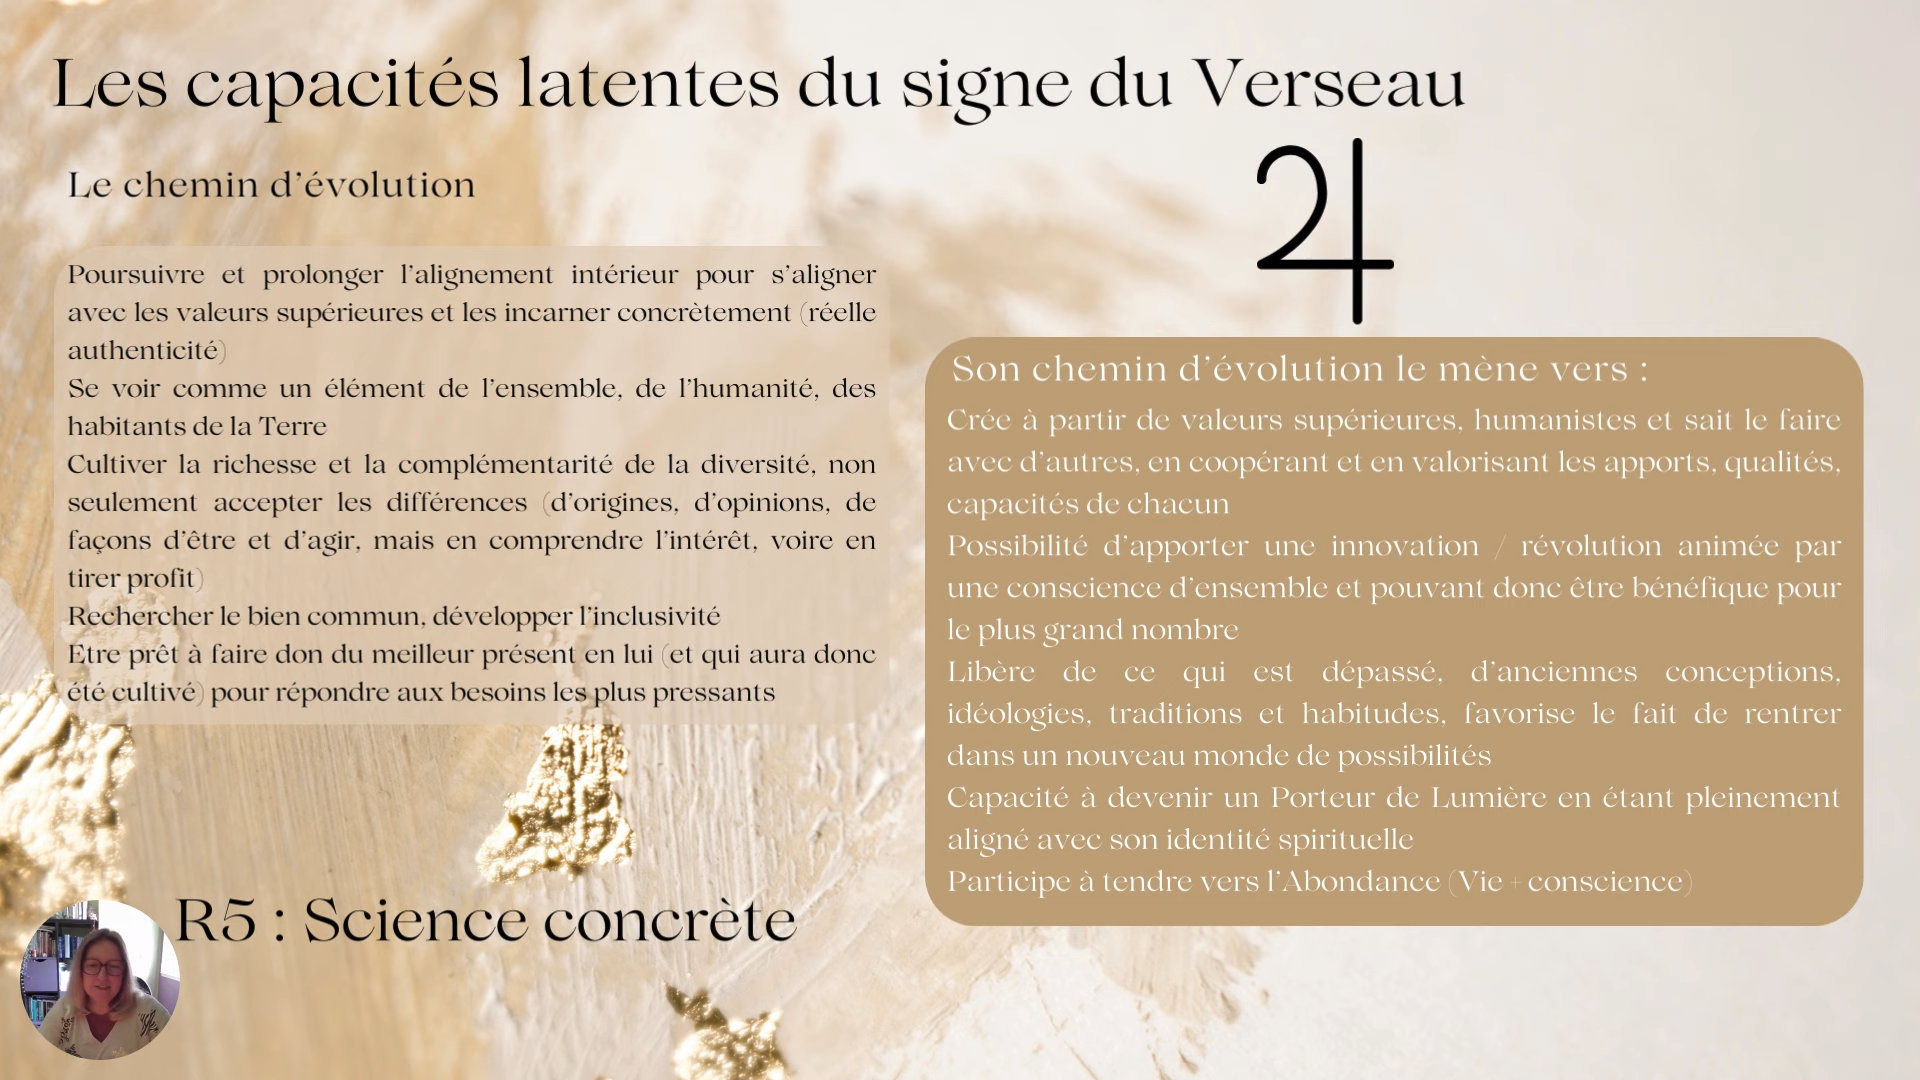 Les capacités latentes du signe du Verseau
Le chemin d'évolution
Poursuivre et prolonger l'alignement intérieur pour s'aligner
avec les valeurs supérieures et les incarner concrètement (réelle
authenticité)
Se voir comme un élément de l'ensemble, de l'humanité, des
habitants de la Terre
Cultiver la richesse et la complémentarité de la diversité, non
seulement accepter les différences (d'origines, d'opinions, de
façons d'être et d'agir, mais en comprendre l'intérêt, voire en
tirer profit)
Rechercher le bien commun, développer l'inclusivité
Etre prêt à faire don du meilleur présent en lui (et qui aura donc
été cultivé) pour répondre aux besoins les plus pressants
R5 : Science concrète
♃
Son chemin d'évolution le mène vers :
Crée à partir de valeurs supérieures, humanistes et sait le faire
avec d'autres, en coopérant et en valorisant les apports, qualités,
capacités de chacun
Possibilité d'apporter une innovation / révolution animée par
une conscience d'ensemble et pouvant donc être bénéfique pour
le plus grand nombre
Libère de ce qui est dépassé, d'anciennes conceptions,
idéologies, traditions et habitudes, favorise le fait de rentrer
dans un nouveau monde de possibilités
Capacité à devenir un Porteur de Lumière en étant pleinement
aligné avec son identité spirituelle
Participe à tendre vers l'Abondance (Vie + conscience)